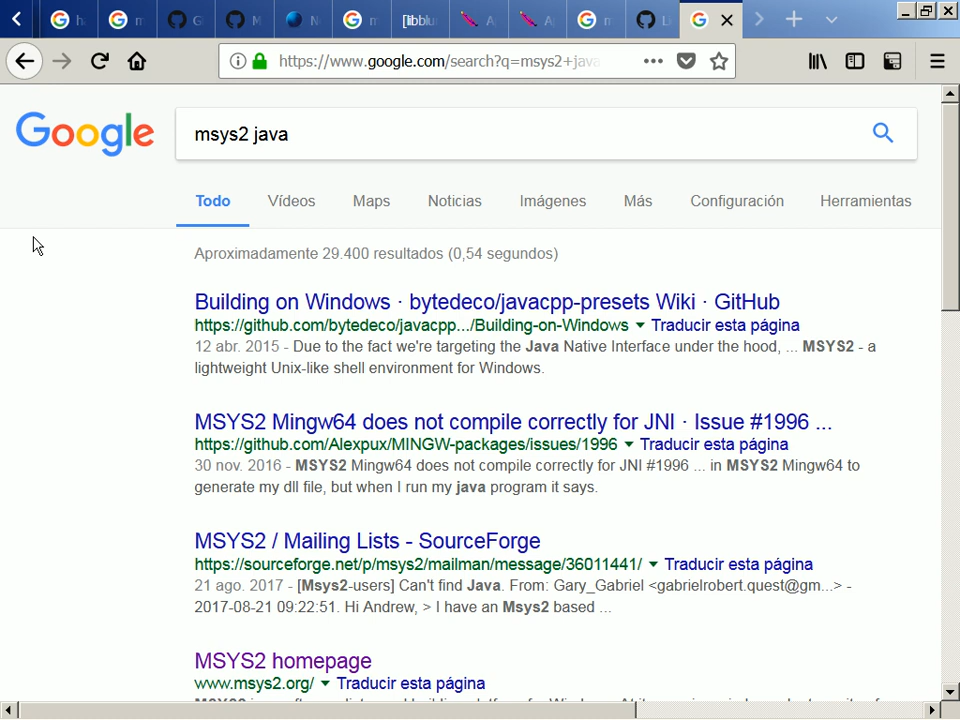 [libblu
https://www.google.com/search?q=msys2+java
Google
msys2 java
Todo Vídeos Maps Noticias Imágenes Más Configuración Herramientas
Aproximadamente 29.400 resultados (0,54 segundos)
Building on Windows · bytedeco/javacpp-presets Wiki · GitHub
https://github.com/bytedeco/javacpp.../Building-on-Windows Traducir esta página
12 abr. 2015 - Due to the fact we're targeting the Java Native Interface under the hood, ... MSYS2 - a
lightweight Unix-like shell environment for Windows.
MSYS2 Mingw64 does not compile correctly for JNI · Issue #1996 ...
https://github.com/Alexpux/MINGW-packages/issues/1996 Traducir esta página
30 nov. 2016 - MSYS2 Mingw64 does not compile correctly for JNI #1996 ... in MSYS2 Mingw64 to
generate my dll file, but when I run my java program it says.
MSYS2 / Mailing Lists - SourceForge
https://sourceforge.net/p/msys2/mailman/message/36011441/ Traducir esta página
21 ago. 2017 - [Msys2-users] Can't find Java. From: Gary_Gabriel <gabrielrobert.quest@gm...> -
2017-08-21 09:22:51. Hi Andrew, > I have an Msys2 based ...
MSYS2 homepage
www.msys2.org/ Traducir esta página